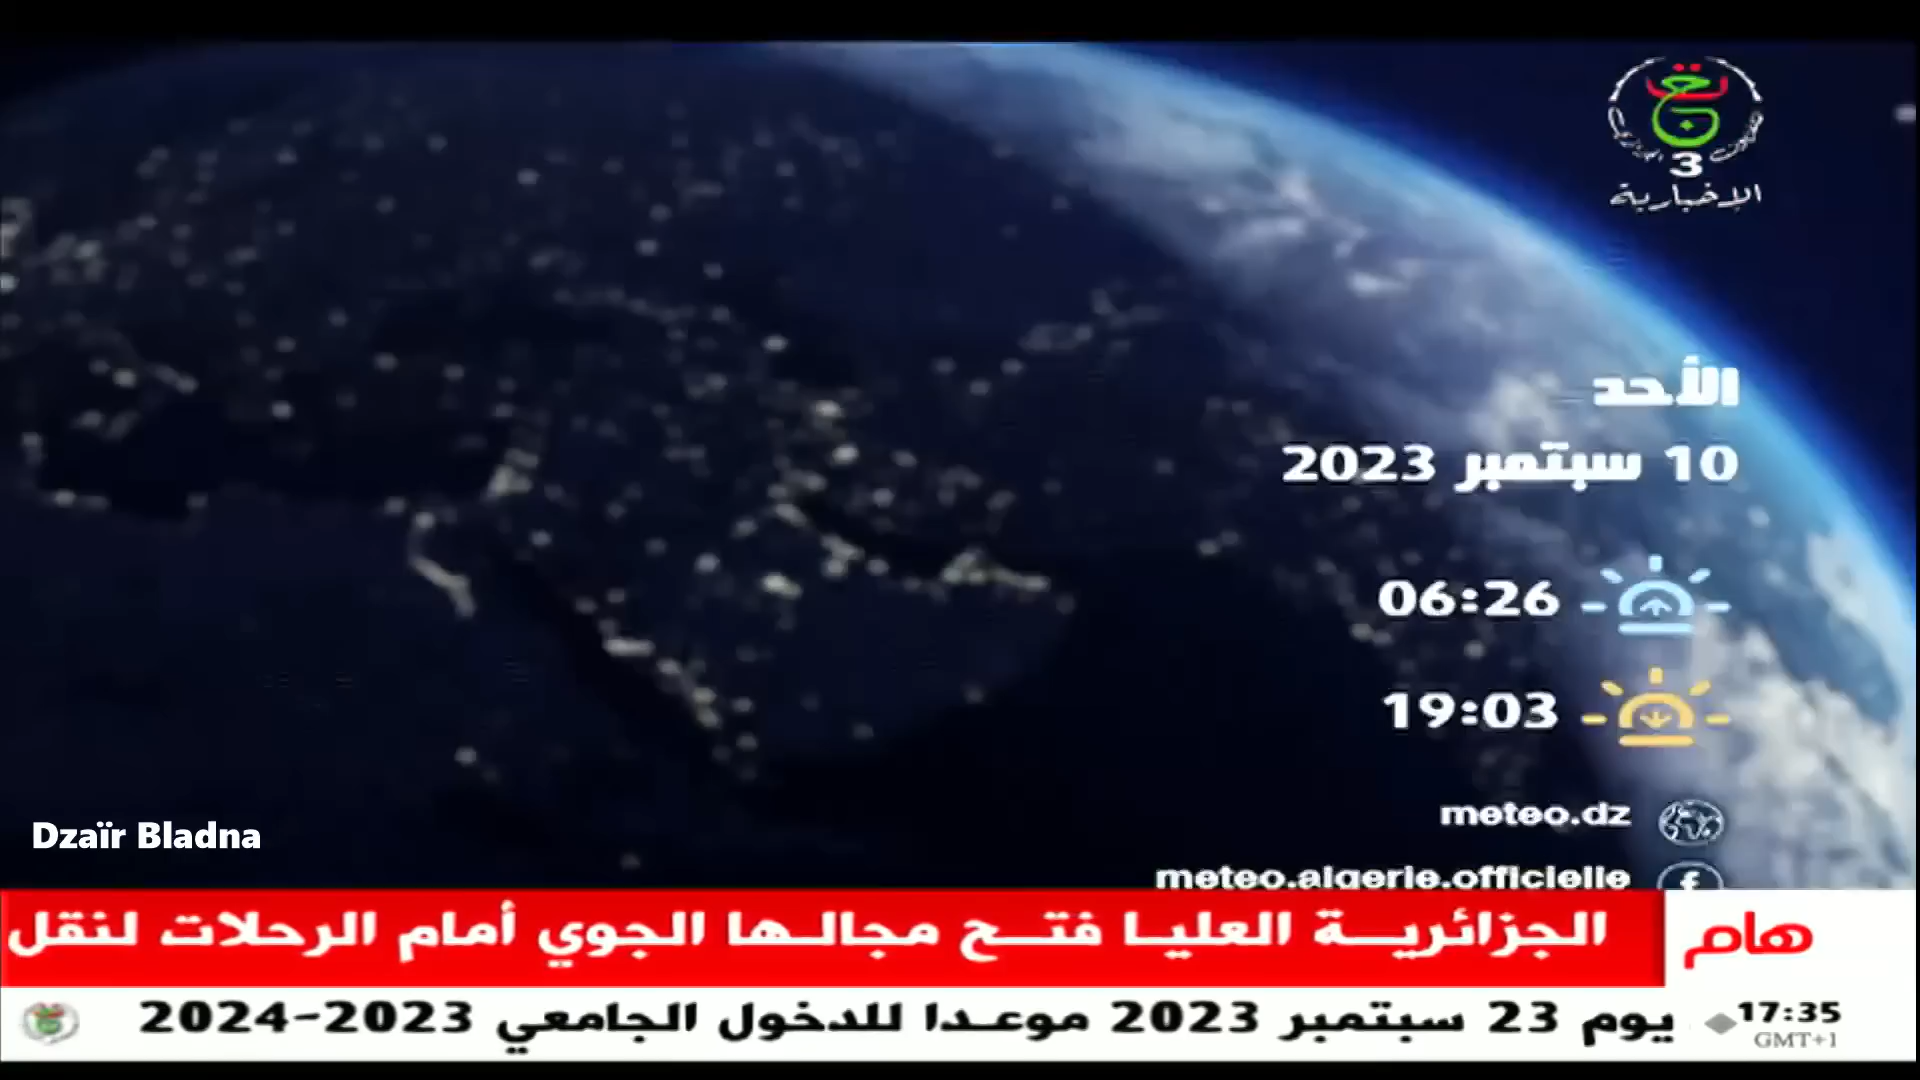 3
الإخبارية
الأحد
10 سبتمبر 2023
06:26
19:03
meteo.dz
meteo.algerie.officielle
Dzaïr Bladna
هام
الجزائرية العليا فتح مجالها الجوي أمام الرحلات لنقل
17:35
GMT+1
يوم 23 سبتمبر 2023 موعدا للدخول الجامعي 2023-2024